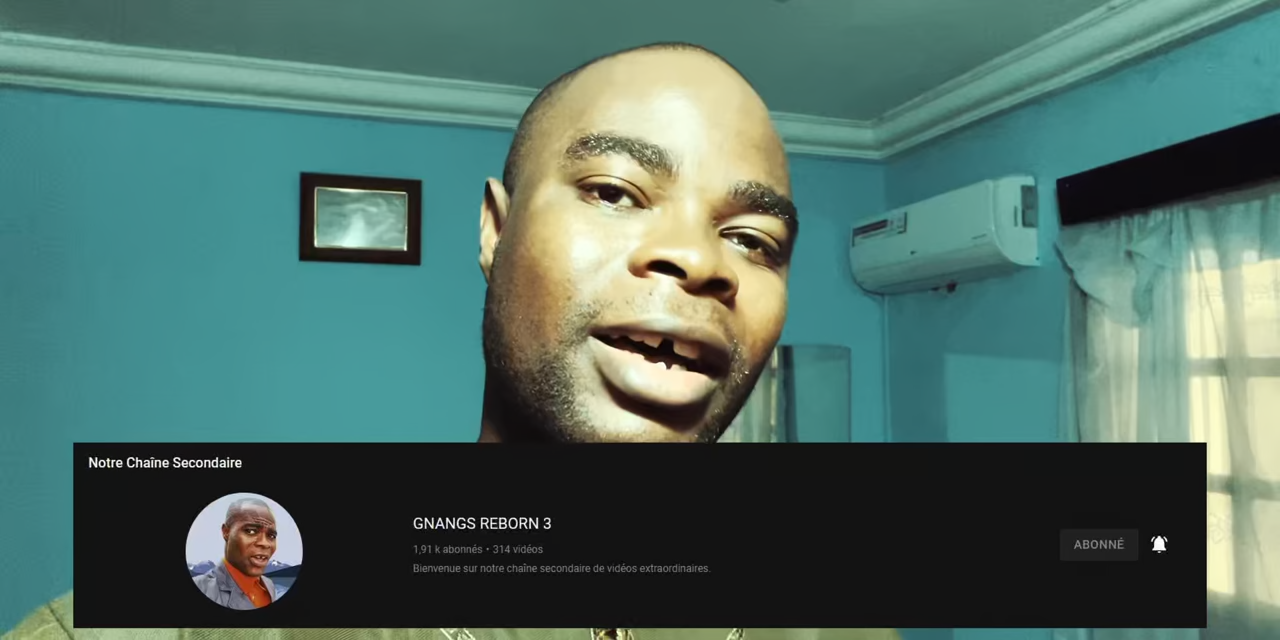 Notre Chaîne Secondaire
GNANGS REBORN 3
1,91 k abonnés • 314 vidéos
Bienvenue sur notre chaîne secondaire de vidéos extraordinaires.
ABONNÉ